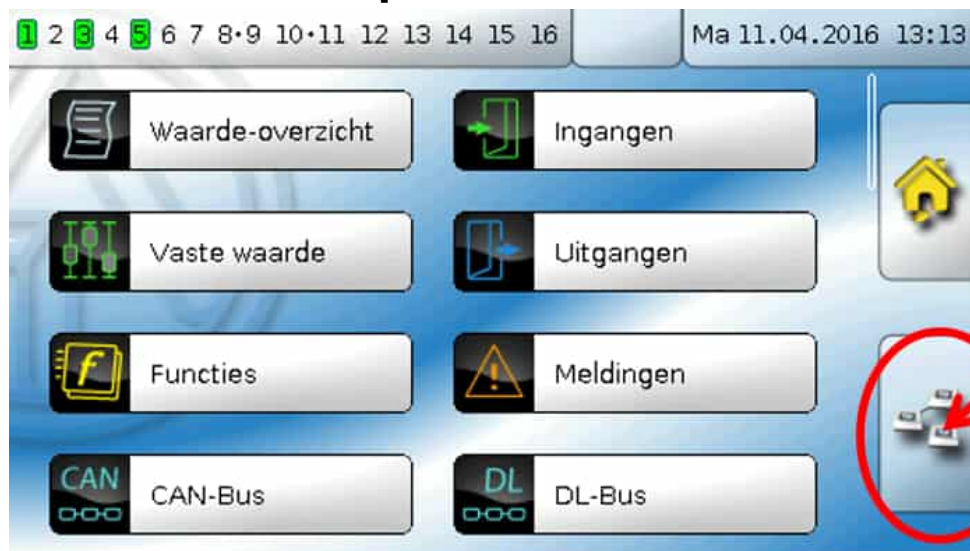 1 2 3 4 5 6 7 8·9 10·11 12 13 14 15 16 Ma 11.04.2016 13:13
Waarde-overzicht
Ingangen
Vaste waarde
Uitgangen
f Functies
Meldingen
CAN CAN-Bus
DL DL-Bus